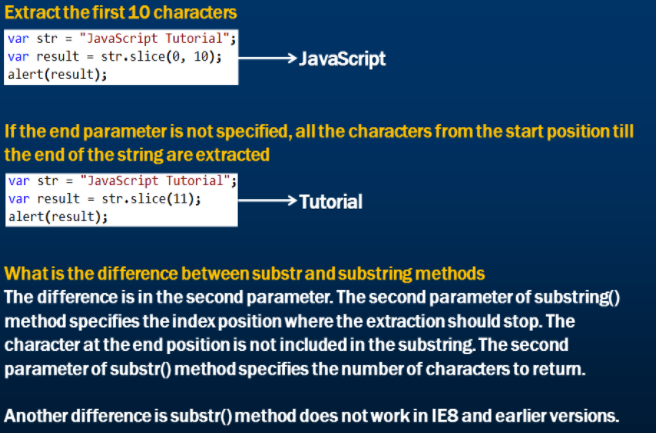 Extract the first 10 characters
var str = "JavaScript Tutorial";
var result = str.slice(0, 10);
alert(result);
JavaScript
If the end parameter is not specified, all the characters from the start position till
the end of the string are extracted
var str = "JavaScript Tutorial";
var result = str.slice(11);
alert(result);
Tutorial
What is the difference between substr and substring methods
The difference is in the second parameter. The second parameter of substring()
method specifies the index position where the extraction should stop. The
character at the end position is not included in the substring. The second
parameter of substr() method specifies the number of characters to return.
Another difference is substr() method does not work in IE8 and earlier versions.